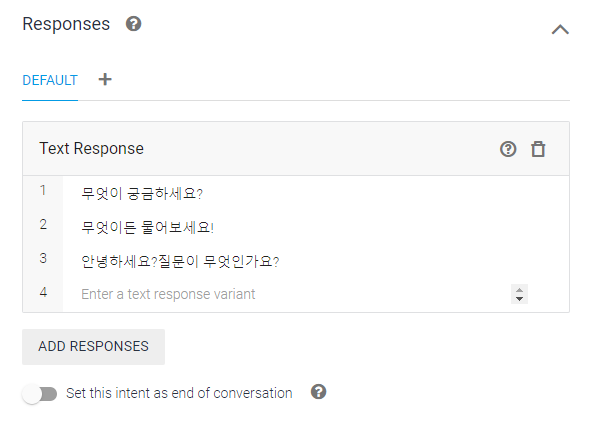 Responses
DEFAULT +
Text Response
1 무엇이 궁금하세요?
2 무엇이든 물어보세요!
3 안녕하세요?질문이 무엇인가요?
4 Enter a text response variant
ADD RESPONSES
Set this intent as end of conversation